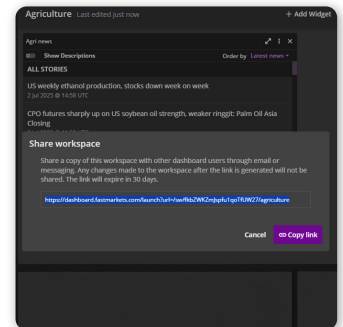 Agriculture Last edited just now + Add Widget
Agri news
Show Descriptions Order by Latest news
ALL STORIES
US weekly ethanol production, stocks down week on week
2 Jul 2025 @ 14:58 UTC
CPO futures sharply up on US soybean oil strength, weaker ringgit: Palm Oil Asia
Closing
Share workspace
Share a copy of this workspace with other dashboard users through email or
messaging. Any changes made to the workspace after the link is generated will not be
shared. The link will expire in 30 days.
Cancel Copy link